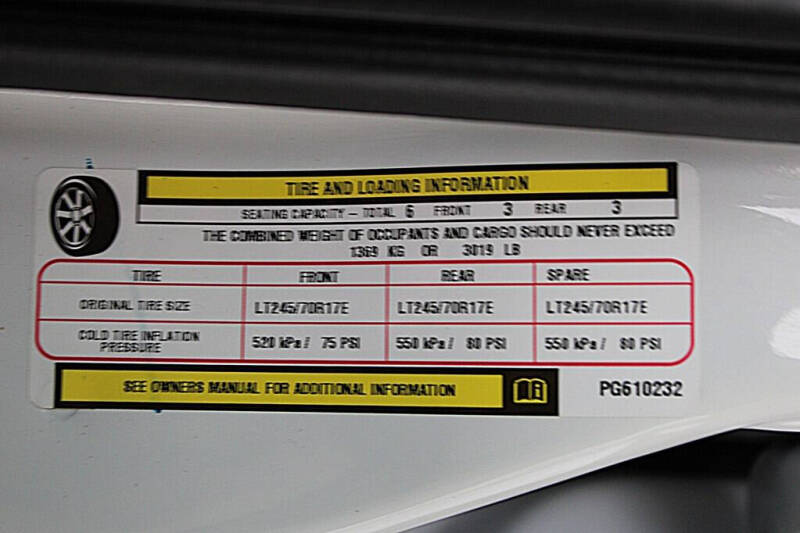 TIRE AND LOADING INFORMATION
SEATING CAPACITY – TOTAL 6 FRONT 3 REAR 3
THE COMBINED WEIGHT OF OCCUPANTS AND CARGO SHOULD NEVER EXCEED
1369 KG OR 3019 LB
TIRE FRONT REAR SPARE
ORIGINAL TIRE SIZE LT245/70R17E LT245/70R17E LT245/70R17E
COLD TIRE INFLATION
PRESSURE 520 kPa / 75 PSI 550 kPa / 80 PSI 550 kPa / 80 PSI
SEE OWNERS MANUAL FOR ADDITIONAL INFORMATION PG610232